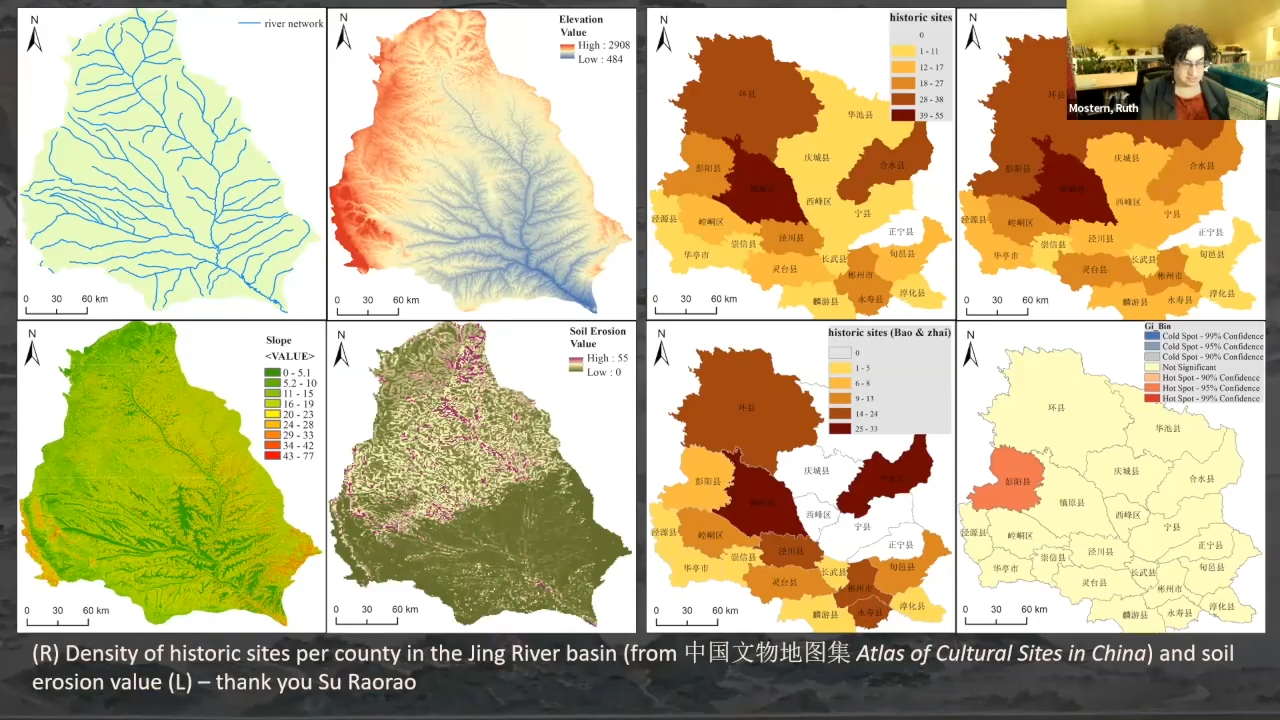 N
river network
0 30 60 km
N
Elevation
Value
High : 2908
Low : 484
0 30 60 km
N
historic sites
0
1 - 11
12 - 17
18 - 27
28 - 38
39 - 55
环县
华池县
庆城县
合水县
彭阳县
西峰区
宁县
泾源县
崆峒区
正宁县
泾川县
崇信县
华亭市
长武县
旬邑县
灵台县
彬州市
淳化县
麟游县
永寿县
0 30 60 km
N
Mostern, Ruth
环县
庆城县
合水县
彭阳县
西峰区
宁县
泾源县
崆峒区
正宁县
泾川县
崇信县
华亭市
长武县
旬邑县
灵台县
彬州市
淳化县
麟游县
永寿县
0 30 60 km
N
Slope
<VALUE>
0 - 5.1
5.2 - 10
11 - 15
16 - 19
20 - 23
24 - 28
29 - 33
34 - 42
43 - 77
0 30 60 km
N
Soil Erosion
Value
High : 55
Low : 0
0 30 60 km
N
historic sites (Bao & zhai)
0
1 - 5
6 - 8
9 - 13
14 - 24
25 - 33
环县
庆城县
彭阳县
西峰区
宁县
泾源县
崆峒区
正宁县
泾川县
崇信县
华亭市
长武县
旬邑县
灵台县
彬州市
淳化县
麟游县
永寿县
0 30 60 km
N
Gi_Bin
Cold Spot - 99% Confidence
Cold Spot - 95% Confidence
Cold Spot - 90% Confidence
Not Significant
Hot Spot - 90% Confidence
Hot Spot - 95% Confidence
Hot Spot - 99% Confidence
环县
华池县
庆城县
合水县
彭阳县
镇原县
西峰区
宁县
泾源县
崆峒区
正宁县
泾川县
崇信县
华亭市
长武县
旬邑县
灵台县
彬州市
淳化县
麟游县
永寿县
0 30 60 km
(R) Density of historic sites per county in the Jing River basin (from 中国文物地图集 Atlas of Cultural Sites in China) and soil
erosion value (L) – thank you Su Raorao